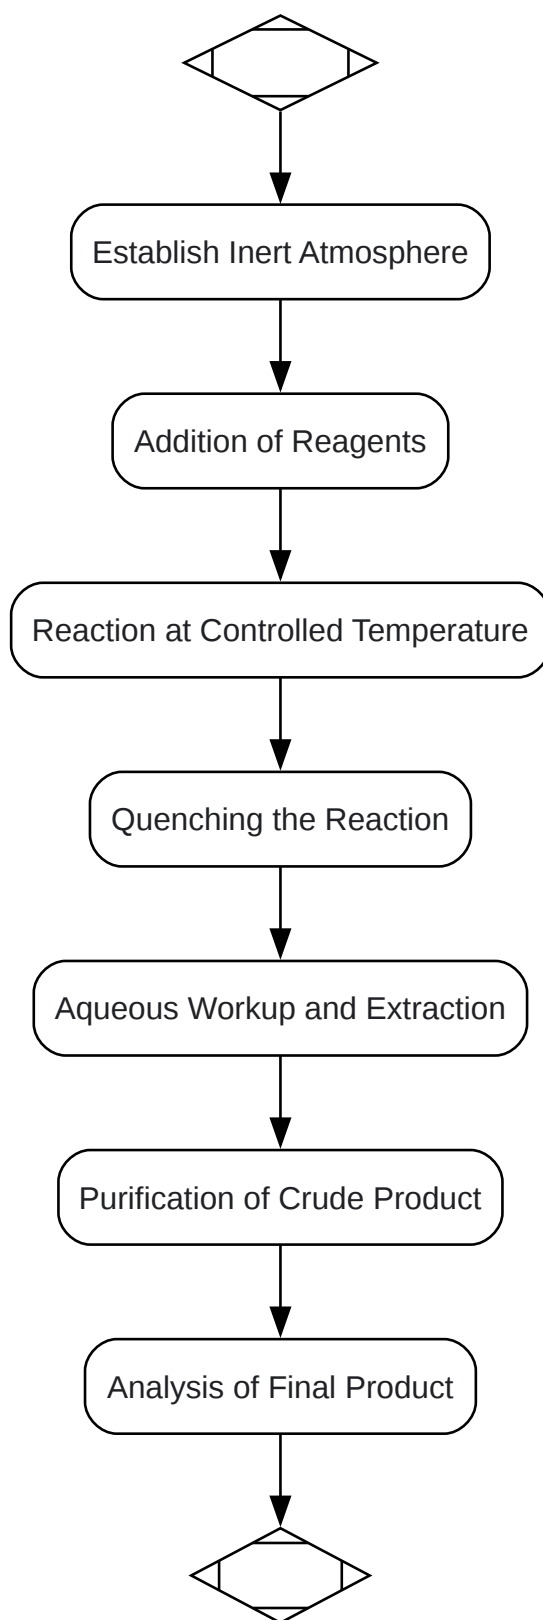 Establish Inert Atmosphere
Addition of Reagents
Reaction at Controlled Temperature
Quenching the Reaction
Aqueous Workup and Extraction
Purification of Crude Product
Analysis of Final Product